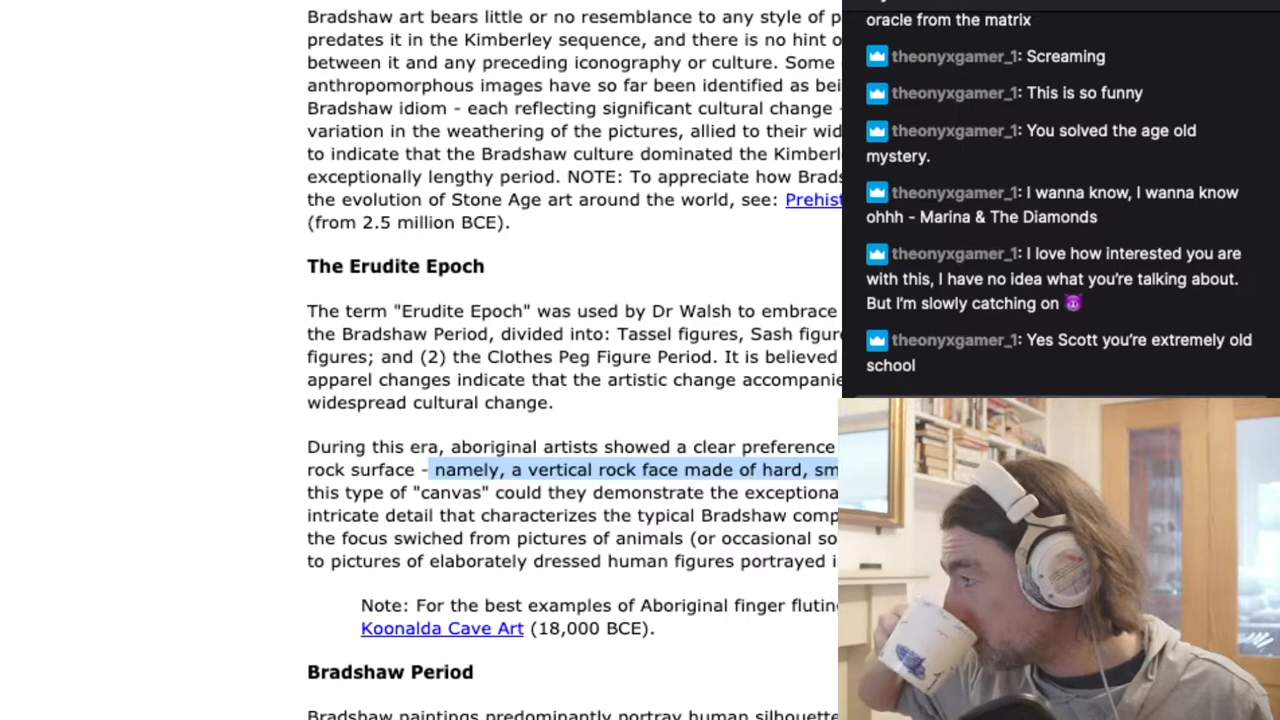 Bradshaw art bears little or no resemblance to any style of p
predates it in the Kimberley sequence, and there is no hint o
between it and any preceding iconography or culture. Some
anthropomorphous images have so far been identified as bei
Bradshaw idiom - each reflecting significant cultural change -
variation in the weathering of the pictures, allied to their wid
to indicate that the Bradshaw culture dominated the Kimberl
exceptionally lengthy period. NOTE: To appreciate how Brads
the evolution of Stone Age art around the world, see: Prehist
(from 2.5 million BCE).
The Erudite Epoch
The term "Erudite Epoch" was used by Dr Walsh to embrace
the Bradshaw Period, divided into: Tassel figures, Sash figur
figures; and (2) the Clothes Peg Figure Period. It is believed
apparel changes indicate that the artistic change accompanie
widespread cultural change.
During this era, aboriginal artists showed a clear preference
rock surface - namely, a vertical rock face made of hard, sm
this type of "canvas" could they demonstrate the exceptiona
intricate detail that characterizes the typical Bradshaw comp
the focus swiched from pictures of animals (or occasional so
to pictures of elaborately dressed human figures portrayed i
Note: For the best examples of Aboriginal finger flutin
Koonalda Cave Art (18,000 BCE).
Bradshaw Period
Bradshaw paintings predominantly portray human silhouette
oracle from the matrix
theonyxgamer_1: Screaming
theonyxgamer_1: This is so funny
theonyxgamer_1: You solved the age old
mystery.
theonyxgamer_1: I wanna know, I wanna know
ohhh - Marina & The Diamonds
theonyxgamer_1: I love how interested you are
with this, I have no idea what you're talking about.
But I'm slowly catching on 😈
theonyxgamer_1: Yes Scott you're extremely old
school